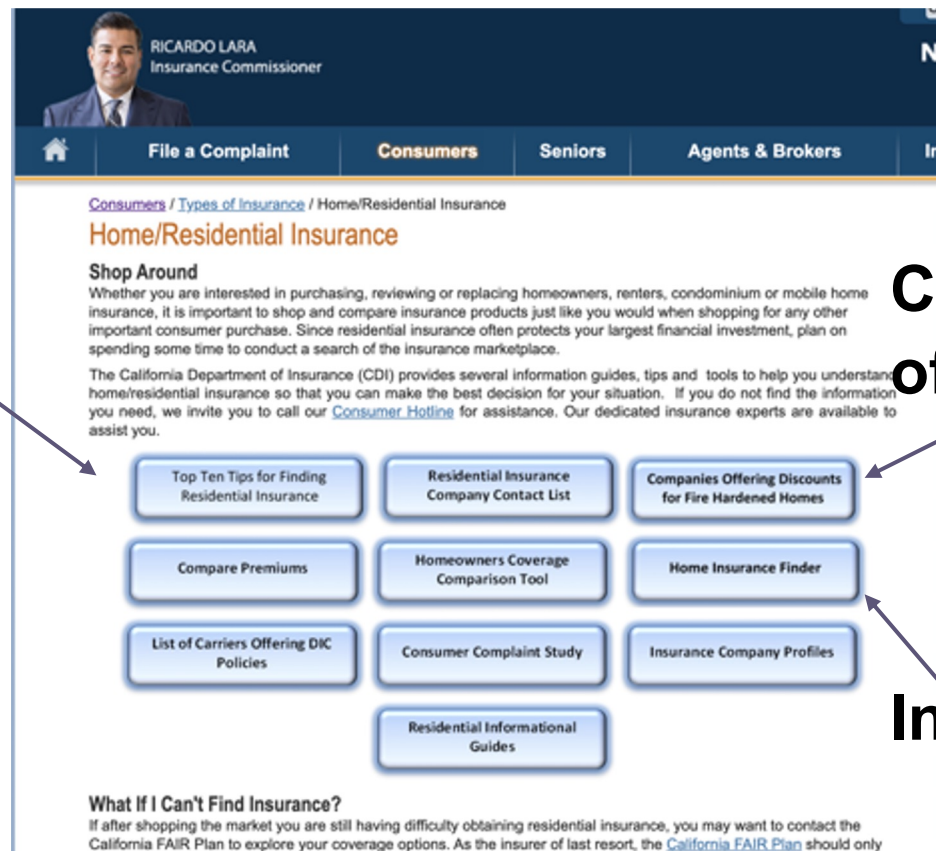 RICARDO LARA
Insurance Commissioner
N
File a Complaint
Consumers
Seniors
Agents & Brokers
In
Consumers / Types of Insurance / Home/Residential Insurance
Home/Residential Insurance
Shop Around
Whether you are interested in purchasing, reviewing or replacing homeowners, renters, condominium or mobile home
insurance, it is important to shop and compare insurance products just like you would when shopping for any other
important consumer purchase. Since residential insurance often protects your largest financial investment, plan on
spending some time to conduct a search of the insurance marketplace.
C
The California Department of Insurance (CDI) provides several information guides, tips and tools to help you understand
home/residential insurance so that you can make the best decision for your situation. If you do not find the information
you need, we invite you to call our Consumer Hotline for assistance. Our dedicated insurance experts are available to
assist you.
of
Top Ten Tips for Finding
Residential Insurance
Residential Insurance
Company Contact List
Companies Offering Discounts
for Fire Hardened Homes
Compare Premiums
Homeowners Coverage
Comparison Tool
Home Insurance Finder
List of Carriers Offering DIC
Policies
Consumer Complaint Study
Insurance Company Profiles
In
Residential Informational
Guides
What If I Can't Find Insurance?
If after shopping the market you are still having difficulty obtaining residential insurance, you may want to contact the
California FAIR Plan to explore your coverage options. As the insurer of last resort, the California FAIR Plan should only